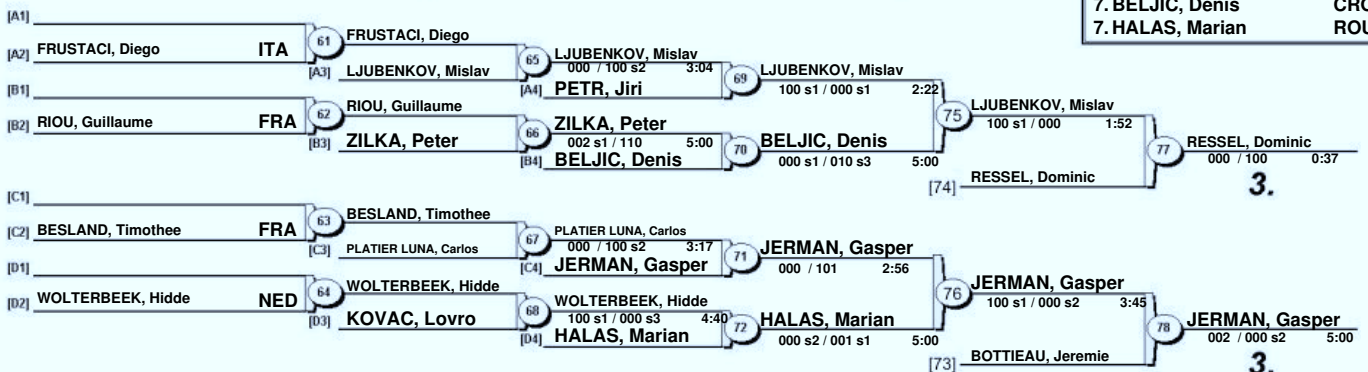 7. BELJIC, Denis CRO
7. HALAS, Marian ROU
[A1]
[A2] FRUSTACI, Diego ITA
61
FRUSTACI, Diego
[A3] LJUBENKOV, Mislav
65
LJUBENKOV, Mislav
000 / 100 s2 3:04
[A4] PETR, Jiri
69
LJUBENKOV, Mislav
100 s1 / 000 s1 2:22
[B1]
[B2] RIOU, Guillaume FRA
62
RIOU, Guillaume
[B3] ZILKA, Peter
66
ZILKA, Peter
002 s1 / 110 5:00
[B4] BELJIC, Denis
70
BELJIC, Denis
000 s1 / 010 s3 5:00
75
LJUBENKOV, Mislav
100 s1 / 000 1:52
[74] RESSEL, Dominic
77
RESSEL, Dominic
000 / 100 0:37
3.
[C1]
[C2] BESLAND, Timothee FRA
63
BESLAND, Timothee
[C3] PLATIER LUNA, Carlos
67
PLATIER LUNA, Carlos
000 / 100 s2 3:17
[C4] JERMAN, Gasper
71
JERMAN, Gasper
000 / 101 2:56
[D1]
[D2] WOLTERBEEK, Hidde NED
64
WOLTERBEEK, Hidde
[D3] KOVAC, Lovro
68
WOLTERBEEK, Hidde
100 s1 / 000 s3 4:40
[D4] HALAS, Marian
72
HALAS, Marian
000 s2 / 001 s1 5:00
76
JERMAN, Gasper
100 s1 / 000 s2 3:45
[73] BOTTIEAU, Jeremie
78
JERMAN, Gasper
002 / 000 s2 5:00
3.